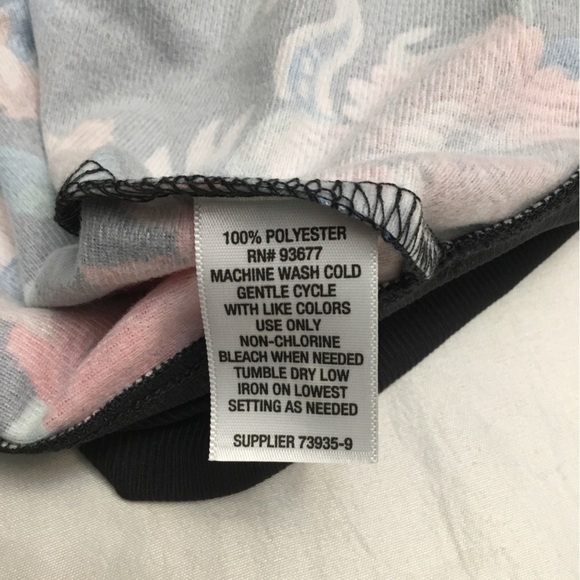 100% POLYESTER
RN# 93677
MACHINE WASH COLD
GENTLE CYCLE
WITH LIKE COLORS
USE ONLY
NON-CHLORINE
BLEACH WHEN NEEDED
TUMBLE DRY LOW
IRON ON LOWEST
SETTING AS NEEDED
SUPPLIER 73935-9